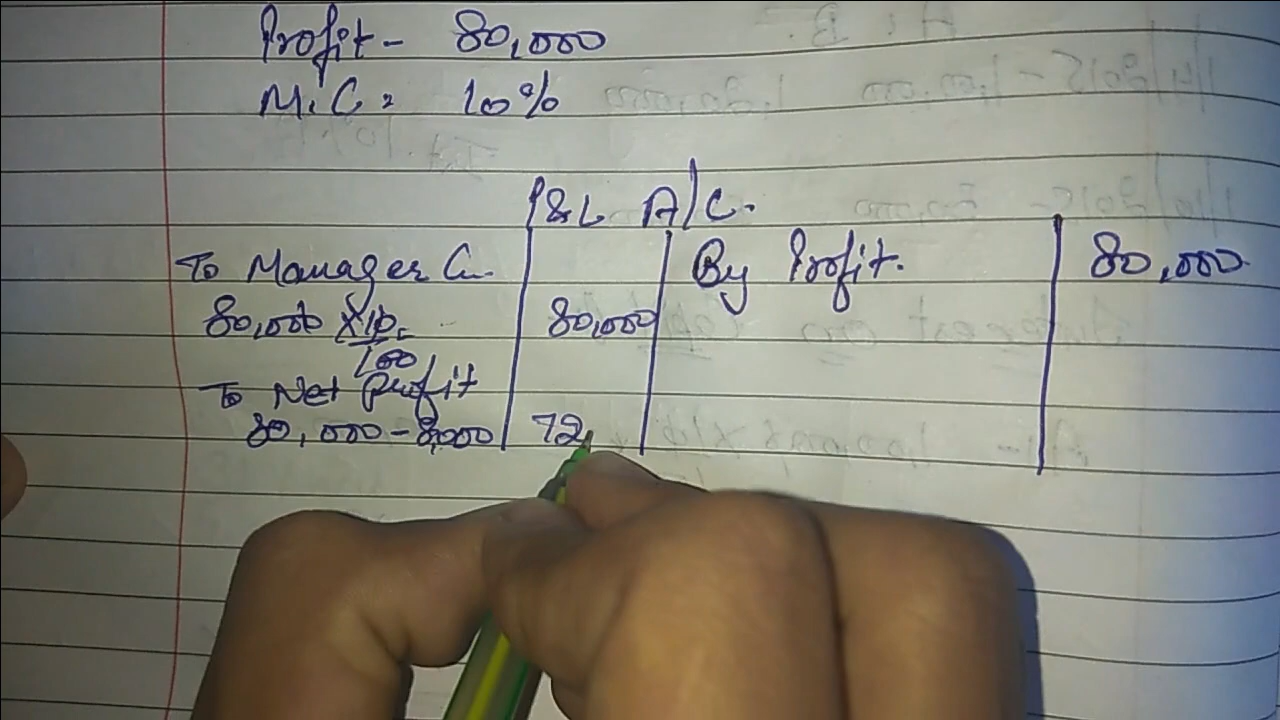 Profit - 80,000
M.C = 10%
P&L A/C.
To Manager Cm. By Profit. 80,000
80,000 X 10 80,000
100
To Net Profit
80,000 - 8,000 72